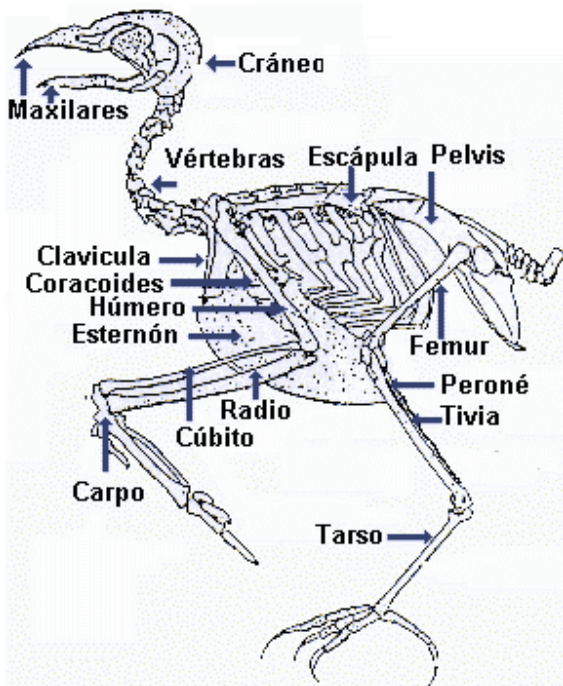 Cráneo
Maxilares
Vértebras
Escápula
Pelvis
Clavicula
Coracoides
Húmero
Esternón
Femur
Peroné
Radio
Tivia
Cúbito
Carpo
Tarso